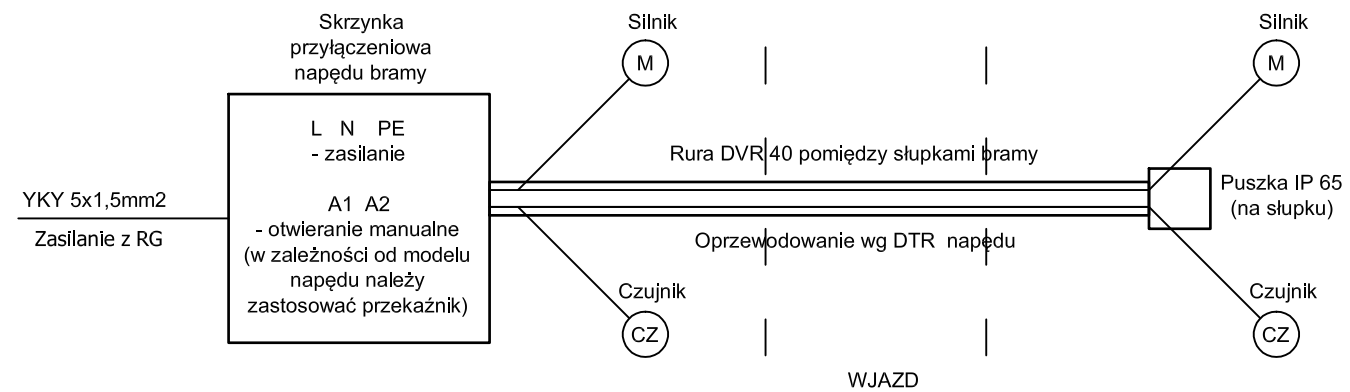 Skrzynka
przyłączeniowa
napędu bramy
L N PE
- zasilanie
A1 A2
- otwieranie manualne
(w zależności od modelu
napędu należy
zastosować przekaźnik)
YKY 5x1,5mm2
Zasilanie z RG
Silnik
M
Rura DVR 40 pomiędzy słupkami bramy
Oprzewodowanie wg DTR napędu
Czujnik
CZ
WJAZD
Silnik
M
Puszka IP 65
(na słupku)
Czujnik
CZ